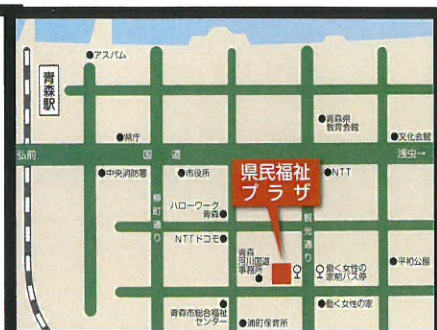 アスパム
青森駅
青森県
教育会館
県庁
文化会館
弘前
国道
浅虫→
中央消防署
市役所
県民福祉
プラザ
NTT
柳町通り
ハローワーク
青森
観光通り
NTTドコモ
青森
河川国道
事務所
働く女性の
家前バス停
平和公園
青森市総合福祉
センター
浦町保育所
働く女性の家